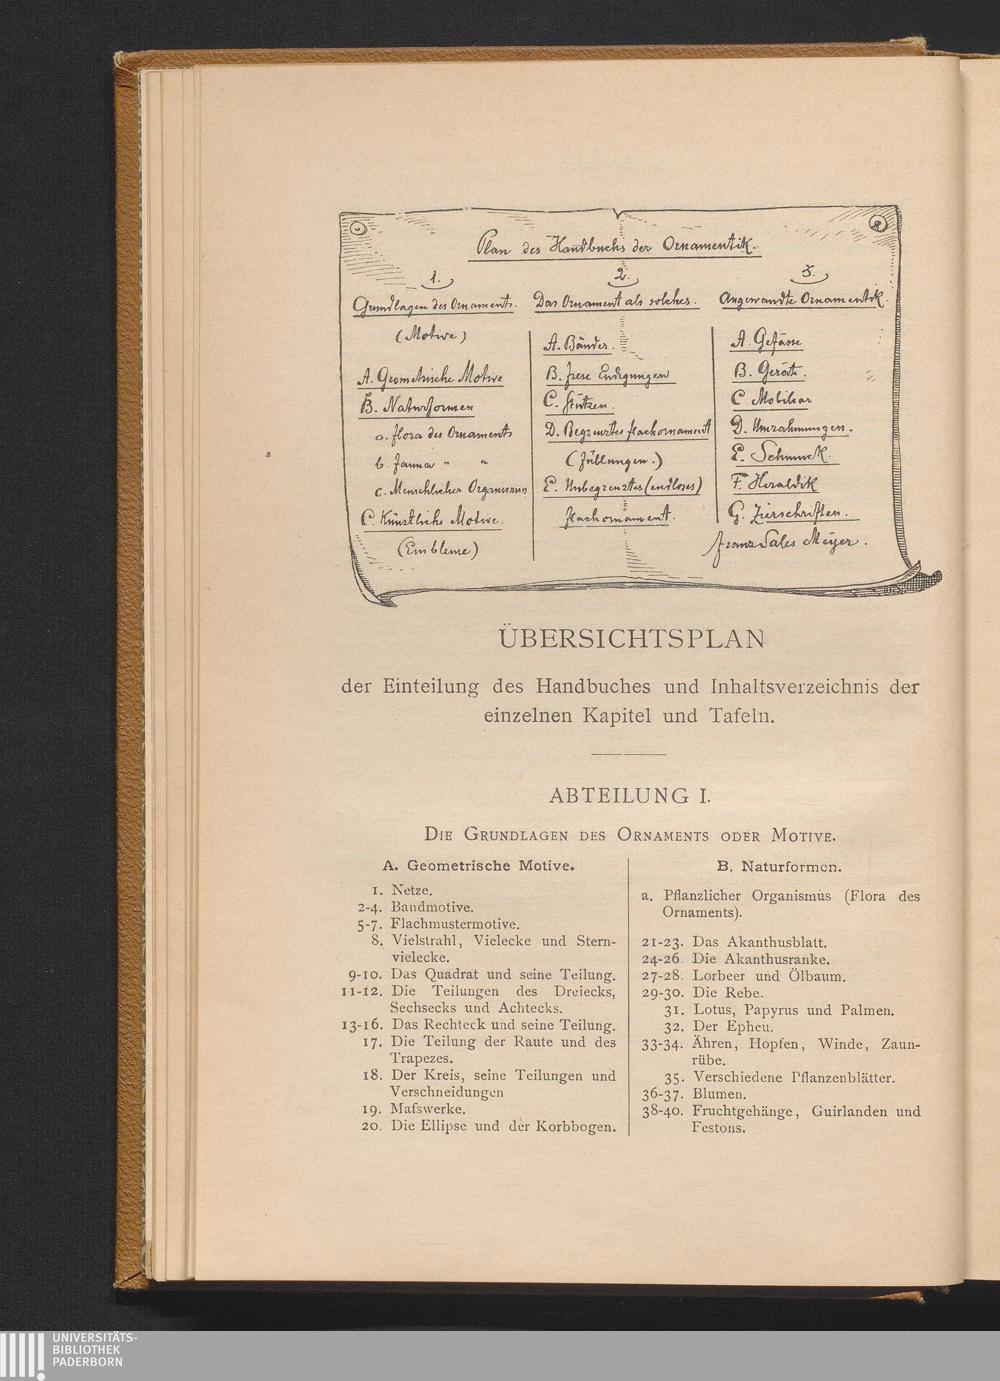 Plan des Handbuchs der Ornamentik.
1.
Grundlagen des Ornaments.
(Motive)
A. Geometrische Motive
B. Naturformen
a. Flora des Ornaments
b. Fauna " "
c. Menschlicher Organismus
C. Künstliche Motive.
(Embleme)
2.
Das Ornament als solches.
A. Bänder.
B. Freie Endigungen
C. Stützen.
D. Begrenztes Flachornament
(Füllungen.)
E. Unbegrenztes (endloses)
Flachornament.
3.
Angewandte Ornamentik.
A. Gefässe
B. Geräte.
C. Mobiliar
D. Umrahmungen.
E. Schmuck.
F. Heraldik
G. Zierschriften.
Franz Sales Meyer.
ÜBERSICHTSPLAN
der Einteilung des Handbuches und Inhaltsverzeichnis der
einzelnen Kapitel und Tafeln.
ABTEILUNG I.
DIE GRUNDLAGEN DES ORNAMENTS ODER MOTIVE.
A. Geometrische Motive.
1. Netze.
2-4. Bandmotive.
5-7. Flachmustermotive.
8. Vielstrahl, Vielecke und Stern-
vielecke.
9-10. Das Quadrat und seine Teilung.
11-12. Die Teilungen des Dreiecks,
Sechsecks und Achtecks.
13-16. Das Rechteck und seine Teilung.
17. Die Teilung der Raute und des
Trapezes.
18. Der Kreis, seine Teilungen und
Verschneidungen
19. Mafswerke.
20. Die Ellipse und der Korbbogen.
B. Naturformen.
a. Pflanzlicher Organismus (Flora des
Ornaments).
21-23. Das Akanthusblatt.
24-26. Die Akanthusranke.
27-28. Lorbeer und Ölbaum.
29-30. Die Rebe.
31. Lotus, Papyrus und Palmen.
32. Der Epheu.
33-34. Ähren, Hopfen, Winde, Zaun-
rübe.
35. Verschiedene Pflanzenblätter.
36-37. Blumen.
38-40. Fruchtgehänge, Guirlanden und
Festons.
UNIVERSITÄTS-
BIBLIOTHEK
PADERBORN